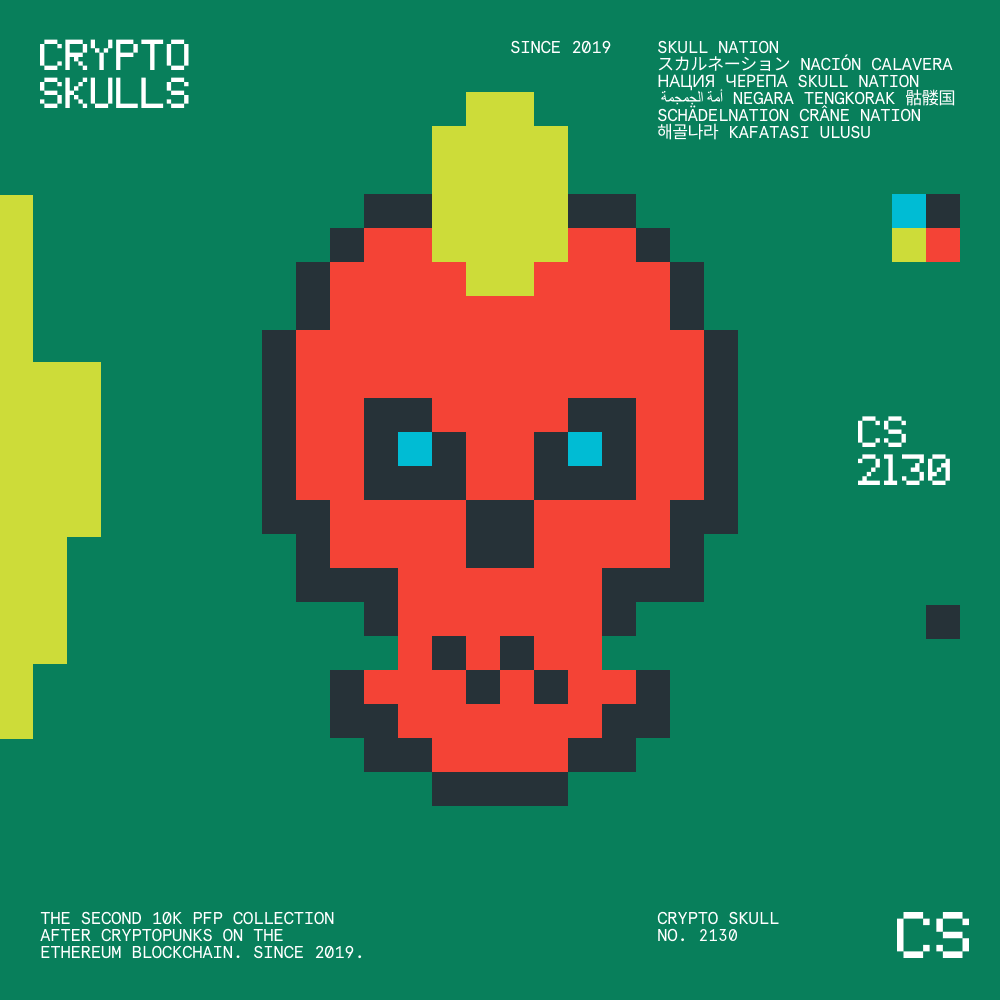 CRYPTO
SKULLS
SINCE 2019
SKULL NATION
スカルネーション NACIÓN CALAVERA
НАЦИЯ ЧЕРЕПА SKULL NATION
أمة الجمجمة NEGARA TENGKORAK 骷髅国
SCHÄDELNATION CRÂNE NATION
해골나라 KAFATASI ULUSU
CS
2130
THE SECOND 10K PFP COLLECTION
AFTER CRYPTOPUNKS ON THE
ETHEREUM BLOCKCHAIN. SINCE 2019.
CRYPTO SKULL
NO. 2130
CS